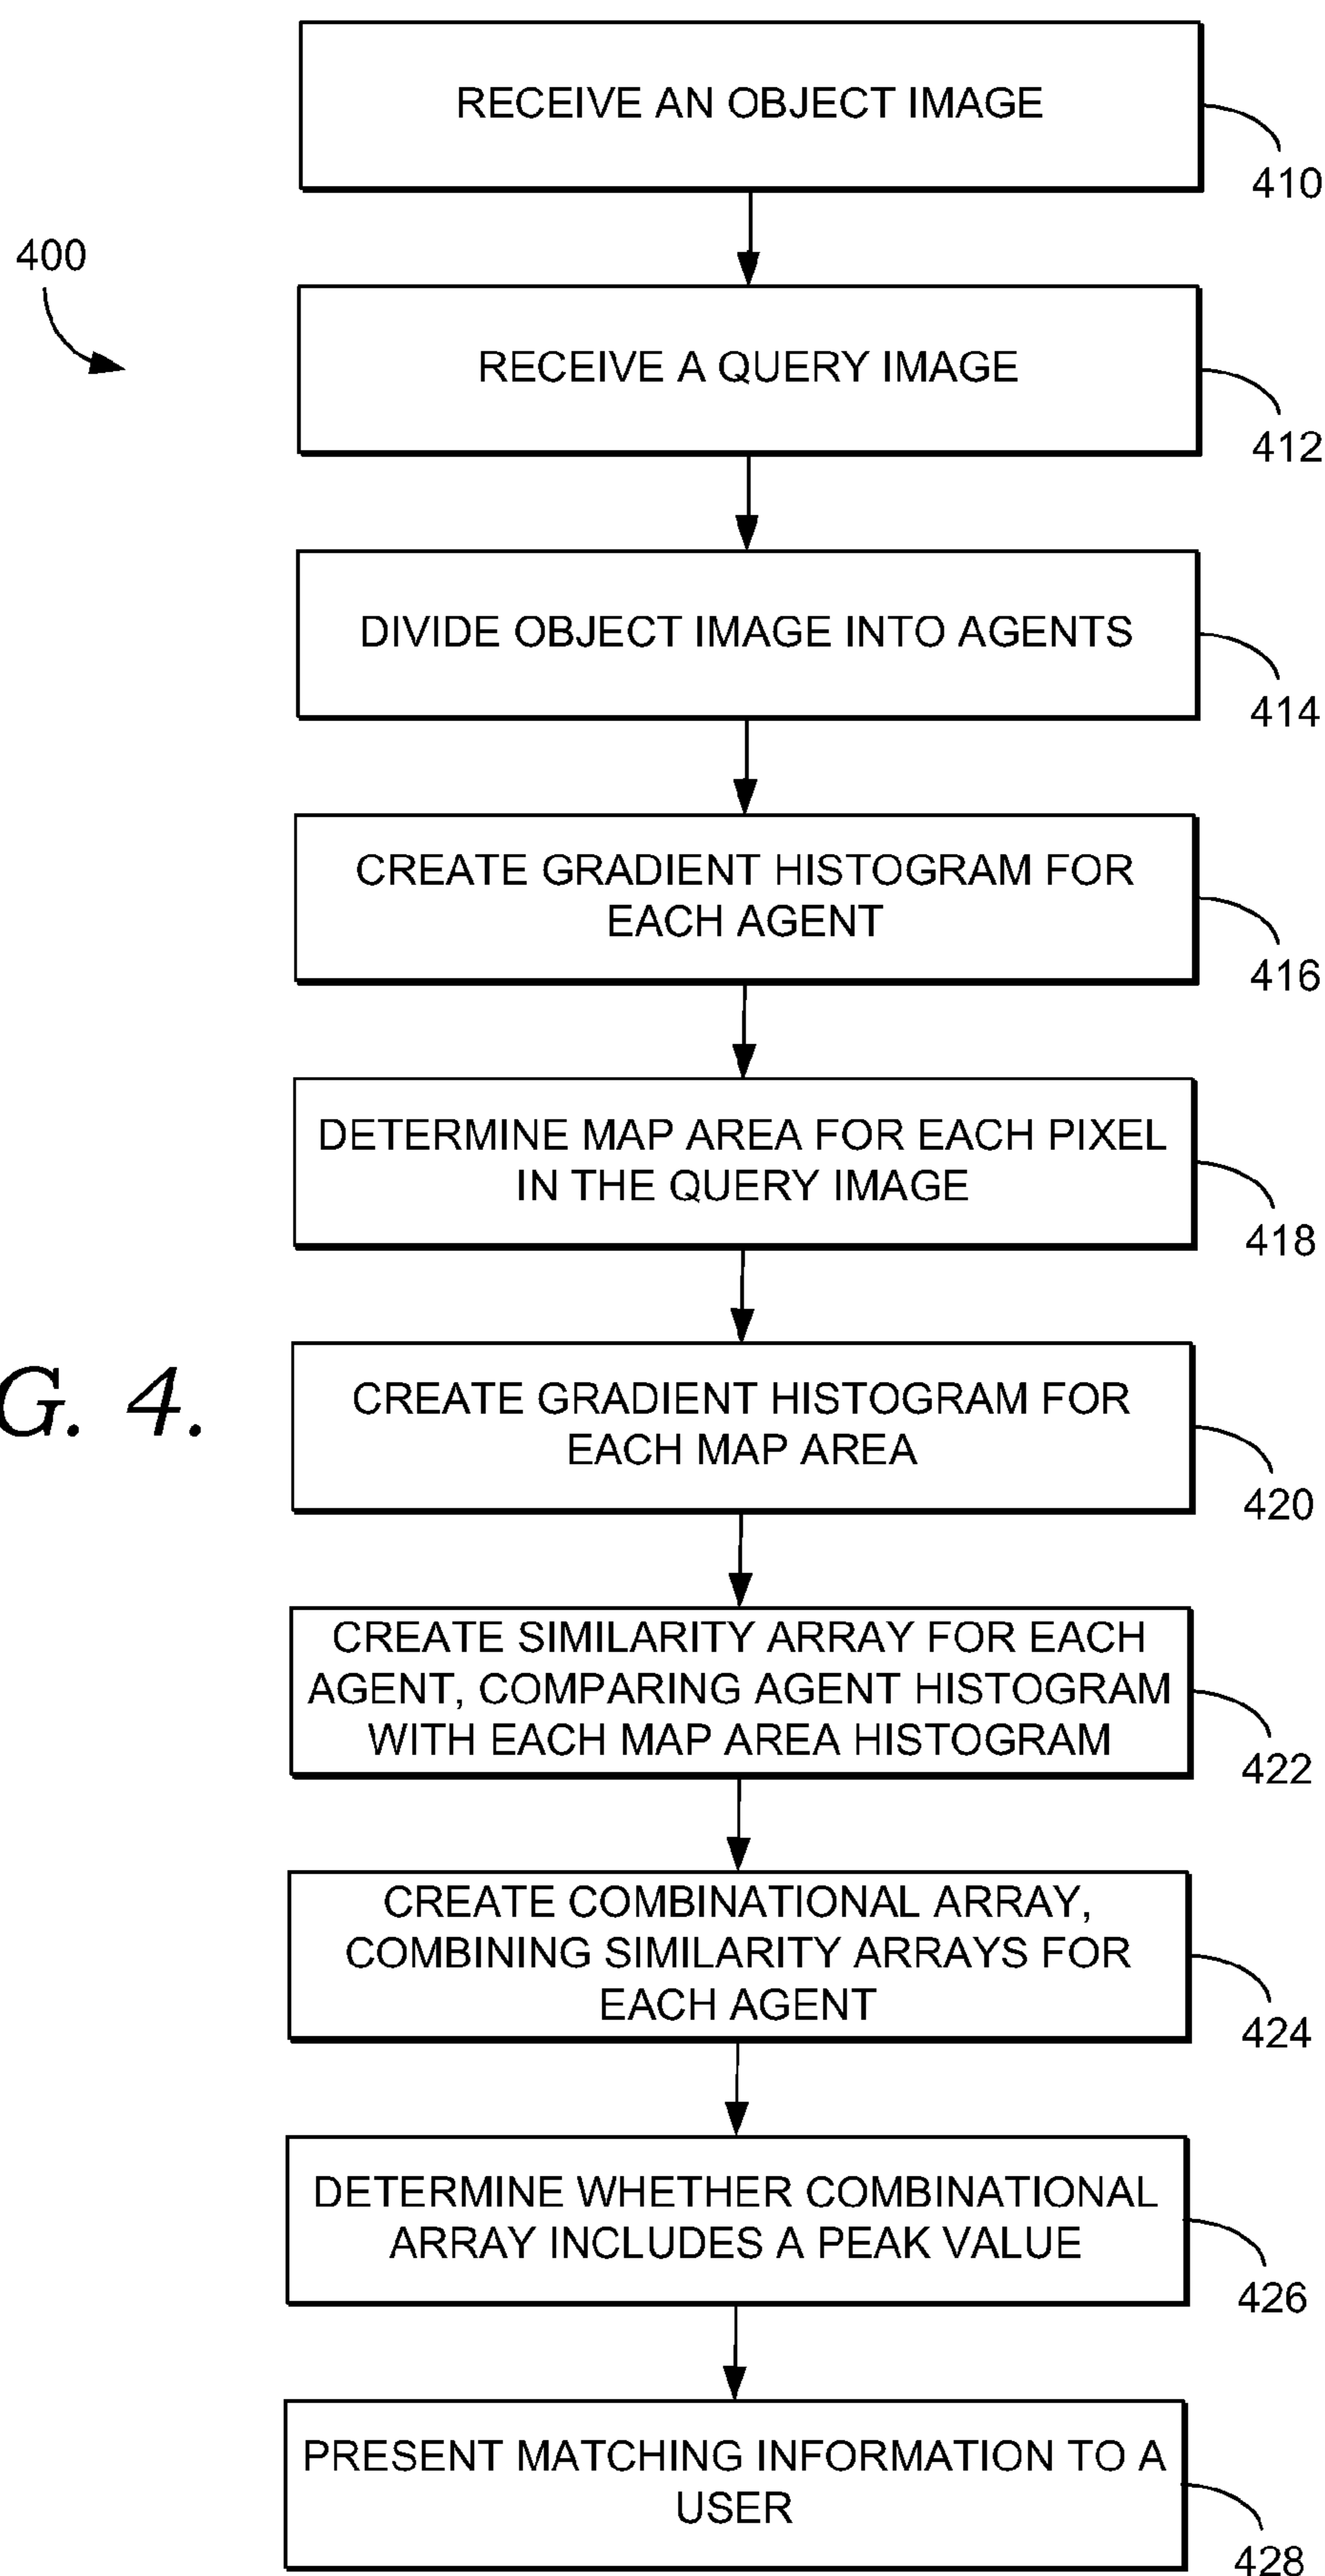 RECEIVE AN OBJECT IMAGE
410
400
RECEIVE A QUERY IMAGE
412
DIVIDE OBJECT IMAGE INTO AGENTS
414
CREATE GRADIENT HISTOGRAM FOR
EACH AGENT
416
DETERMINE MAP AREA FOR EACH PIXEL
IN THE QUERY IMAGE
418
G. 4.
CREATE GRADIENT HISTOGRAM FOR
EACH MAP AREA
420
CREATE SIMILARITY ARRAY FOR EACH
AGENT, COMPARING AGENT HISTOGRAM
WITH EACH MAP AREA HISTOGRAM
422
CREATE COMBINATIONAL ARRAY,
COMBINING SIMILARITY ARRAYS FOR
EACH AGENT
424
DETERMINE WHETHER COMBINATIONAL
ARRAY INCLUDES A PEAK VALUE
426
PRESENT MATCHING INFORMATION TO A
USER
428